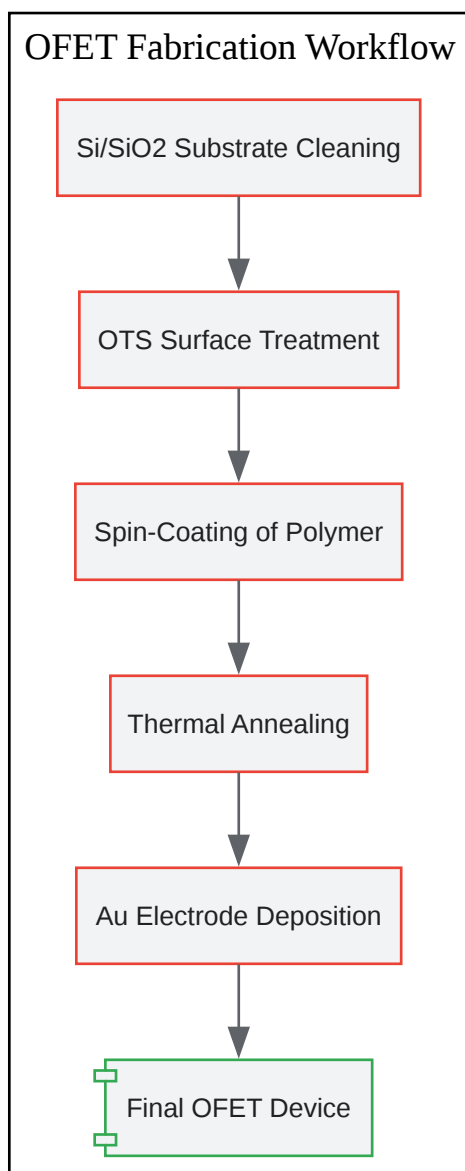 OFET Fabrication Workflow
Si/SiO2 Substrate Cleaning
OTS Surface Treatment
Spin-Coating of Polymer
Thermal Annealing
Au Electrode Deposition
Final OFET Device